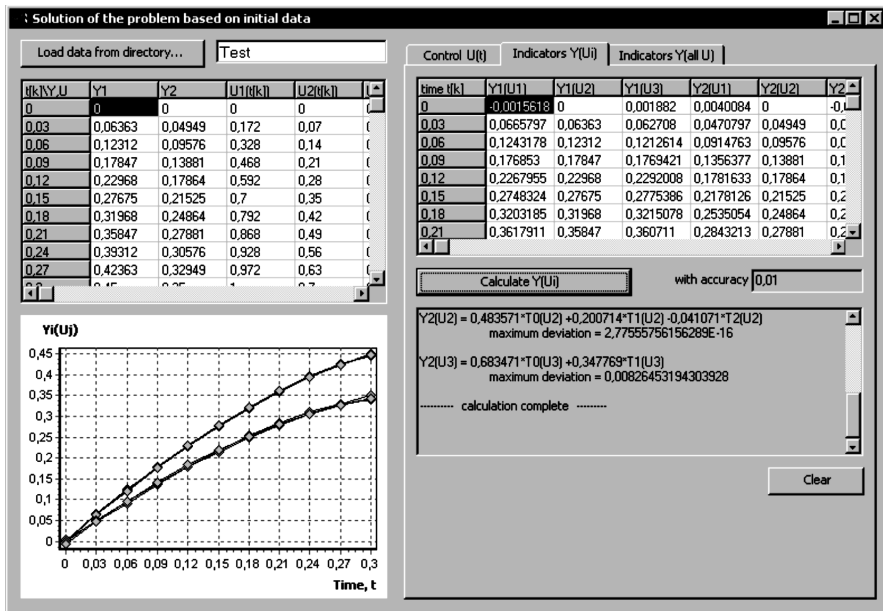 Solution of the problem based on initial data
Load data from directory... Test
t[k]\Y,U Y1 Y2 U1(t[k]) U2(t[k])
0 0 0 0 0
0,03 0,06363 0,04949 0,172 0,07
0,06 0,12312 0,09576 0,328 0,14
0,09 0,17847 0,13881 0,468 0,21
0,12 0,22968 0,17864 0,592 0,28
0,15 0,27675 0,21525 0,7 0,35
0,18 0,31968 0,24864 0,792 0,42
0,21 0,35847 0,27881 0,868 0,49
0,24 0,39312 0,30576 0,928 0,56
0,27 0,42363 0,32949 0,972 0,63
Yi(Uj)
0,45
0,4
0,35
0,3
0,25
0,2
0,15
0,1
0,05
0
0 0,03 0,06 0,09 0,12 0,15 0,18 0,21 0,24 0,27 0,3
Time, t
Control U(t) Indicators Y(Ui) Indicators Y(all U)
time t[k] Y1(U1) Y1(U2) Y1(U3) Y2(U1) Y2(U2) Y2
0 -0,0015618 0 0,001882 0,0040084 0 -0,
0,03 0,0665797 0,06363 0,062708 0,0470797 0,04949 0,0
0,06 0,1243178 0,12312 0,1212614 0,0914763 0,09576 0,0
0,09 0,176853 0,17847 0,1769421 0,1356377 0,13881 0,1
0,12 0,2267955 0,22968 0,2292008 0,1781633 0,17864 0,1
0,15 0,2748324 0,27675 0,2775386 0,2178126 0,21525 0,2
0,18 0,3203185 0,31968 0,3215078 0,2535054 0,24864 0,2
0,21 0,3617911 0,35847 0,360711 0,2843213 0,27881 0,2
Calculate Y(Ui) with accuracy 0,01
Y2(U2) = 0,483571*T0(U2) +0,200714*T1(U2) -0,041071*T2(U2)
maximum deviation = 2,77555756156289E-16
Y2(U3) = 0,683471*T0(U3) +0,347769*T1(U3)
maximum deviation = 0,00826453194303928
---------- calculation complete --------
Clear